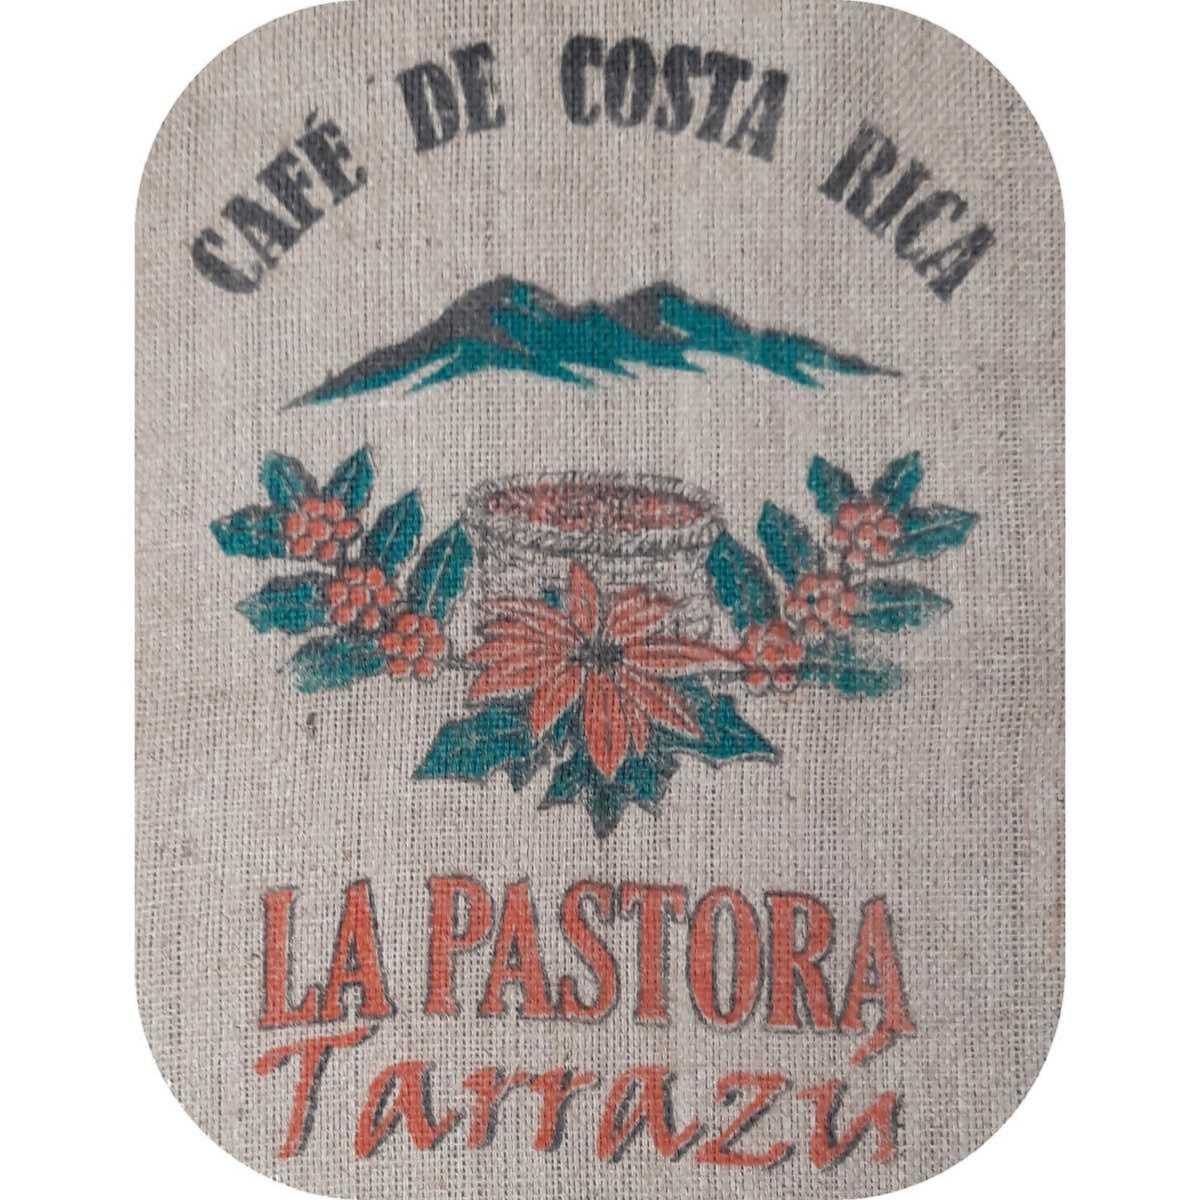 CAFÉ DE COSTA RICA
LA PASTORA
Tarrazú